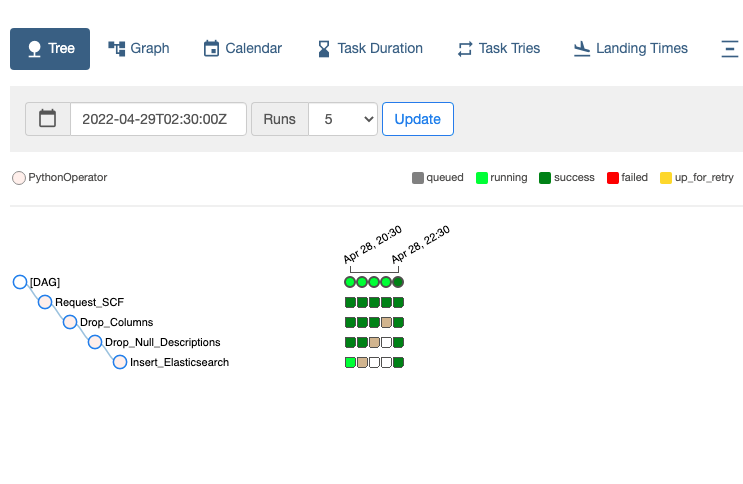 Tree Graph Calendar Task Duration Task Tries Landing Times
2022-04-29T02:30:00Z Runs 5 Update
PythonOperator queued running success failed up_for_retry
Apr 28, 20:30 Apr 28, 22:30
[DAG]
Request_SCF
Drop_Columns
Drop_Null_Descriptions
Insert_Elasticsearch